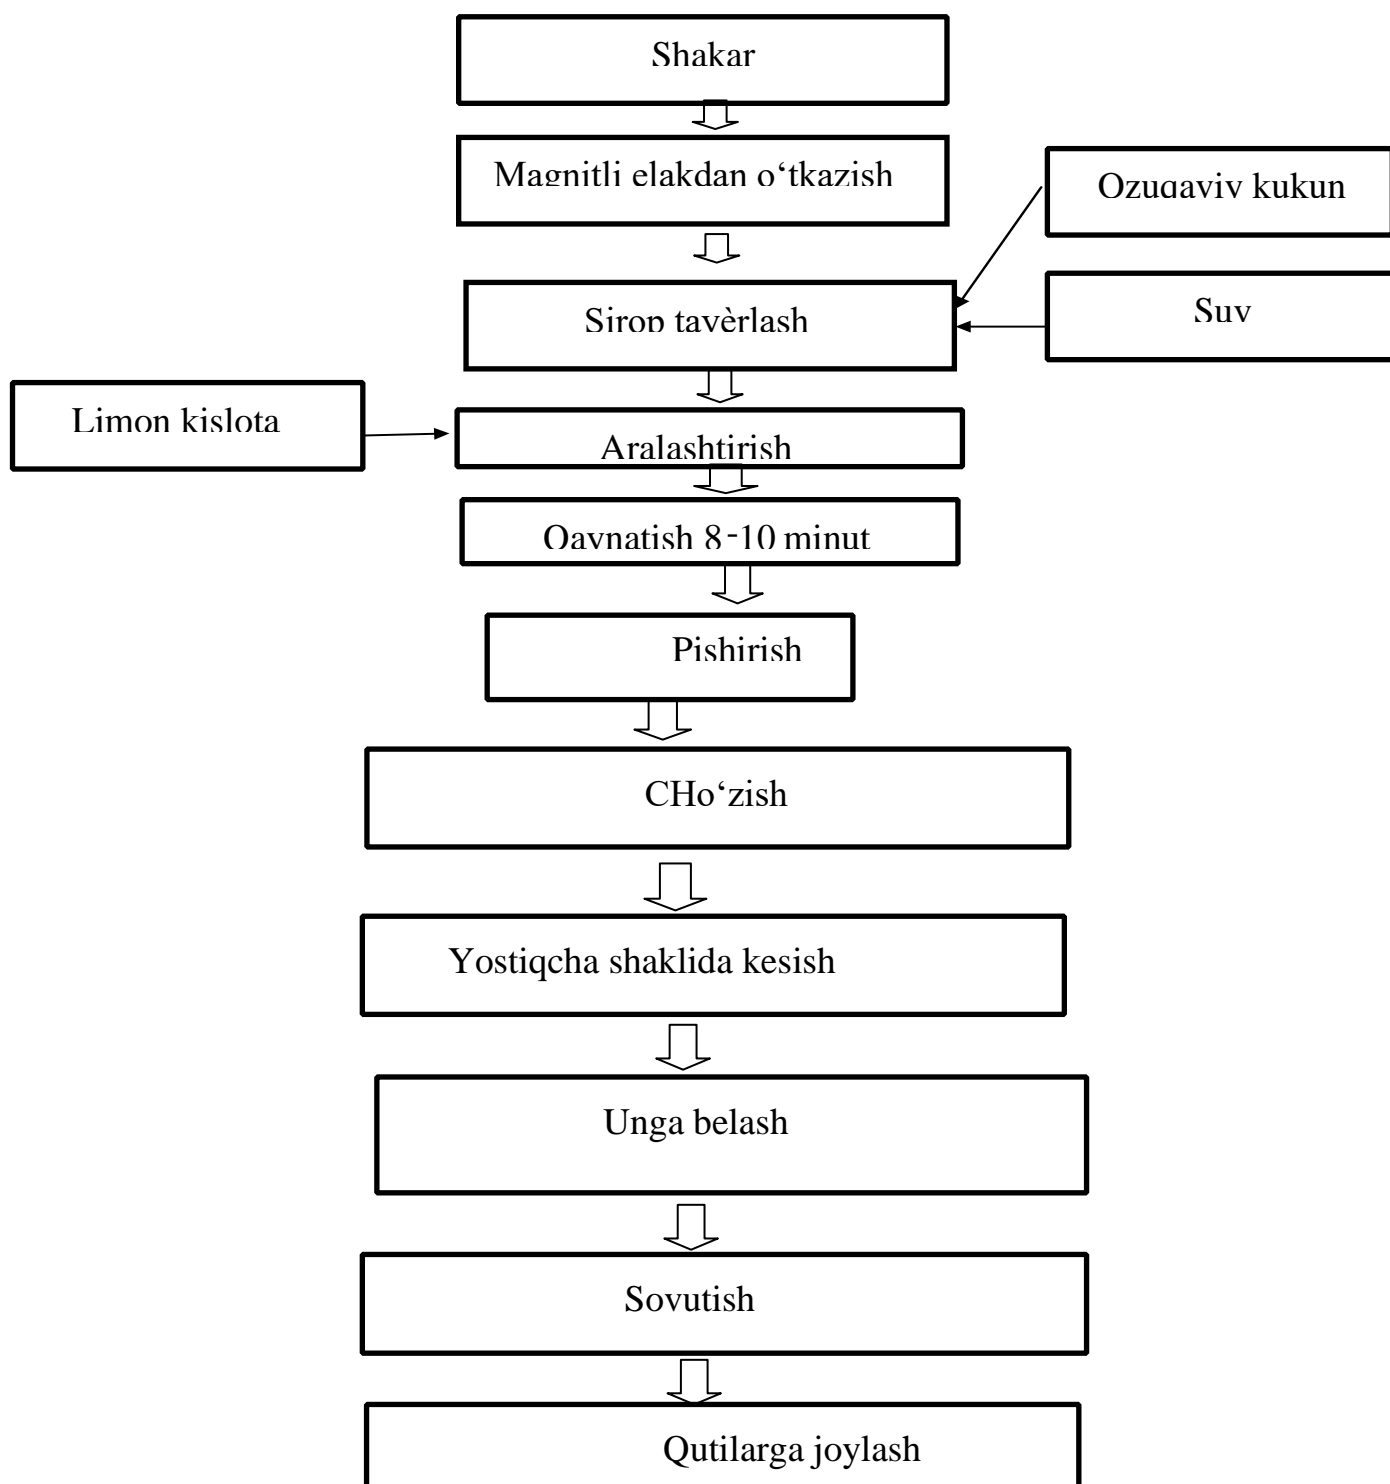 Shakar
Magnitli elakdan o‘tkazish
Ozuqaviy kukun
Sirop tayèrlash
Suv
Limon kislota
Aralashtirish
Qaynatish 8-10 minut
Pishirish
CHo‘zish
Yostiqcha shaklida kesish
Unga belash
Sovutish
Qutilarga joylash